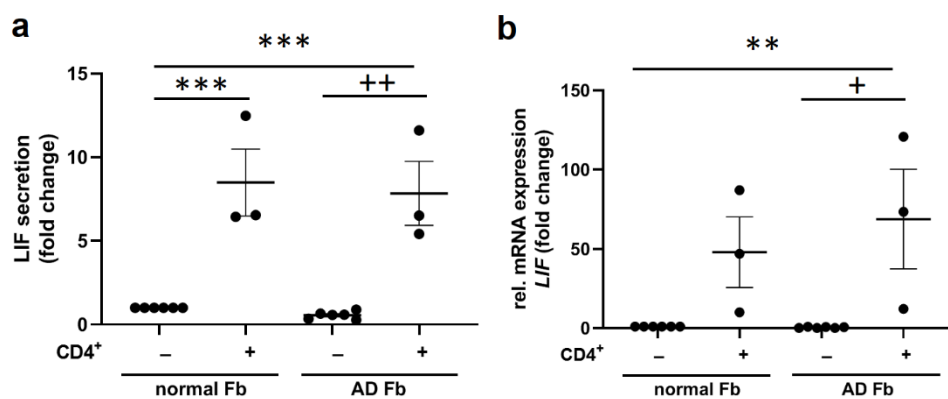 a
***
***
++
15
10
5
0
LIF secretion
(fold change)
CD4+ – + – +
normal Fb AD Fb
b
**
+
150
100
50
0
rel. mRNA expression
LIF (fold change)
– + – +
normal Fb AD Fb